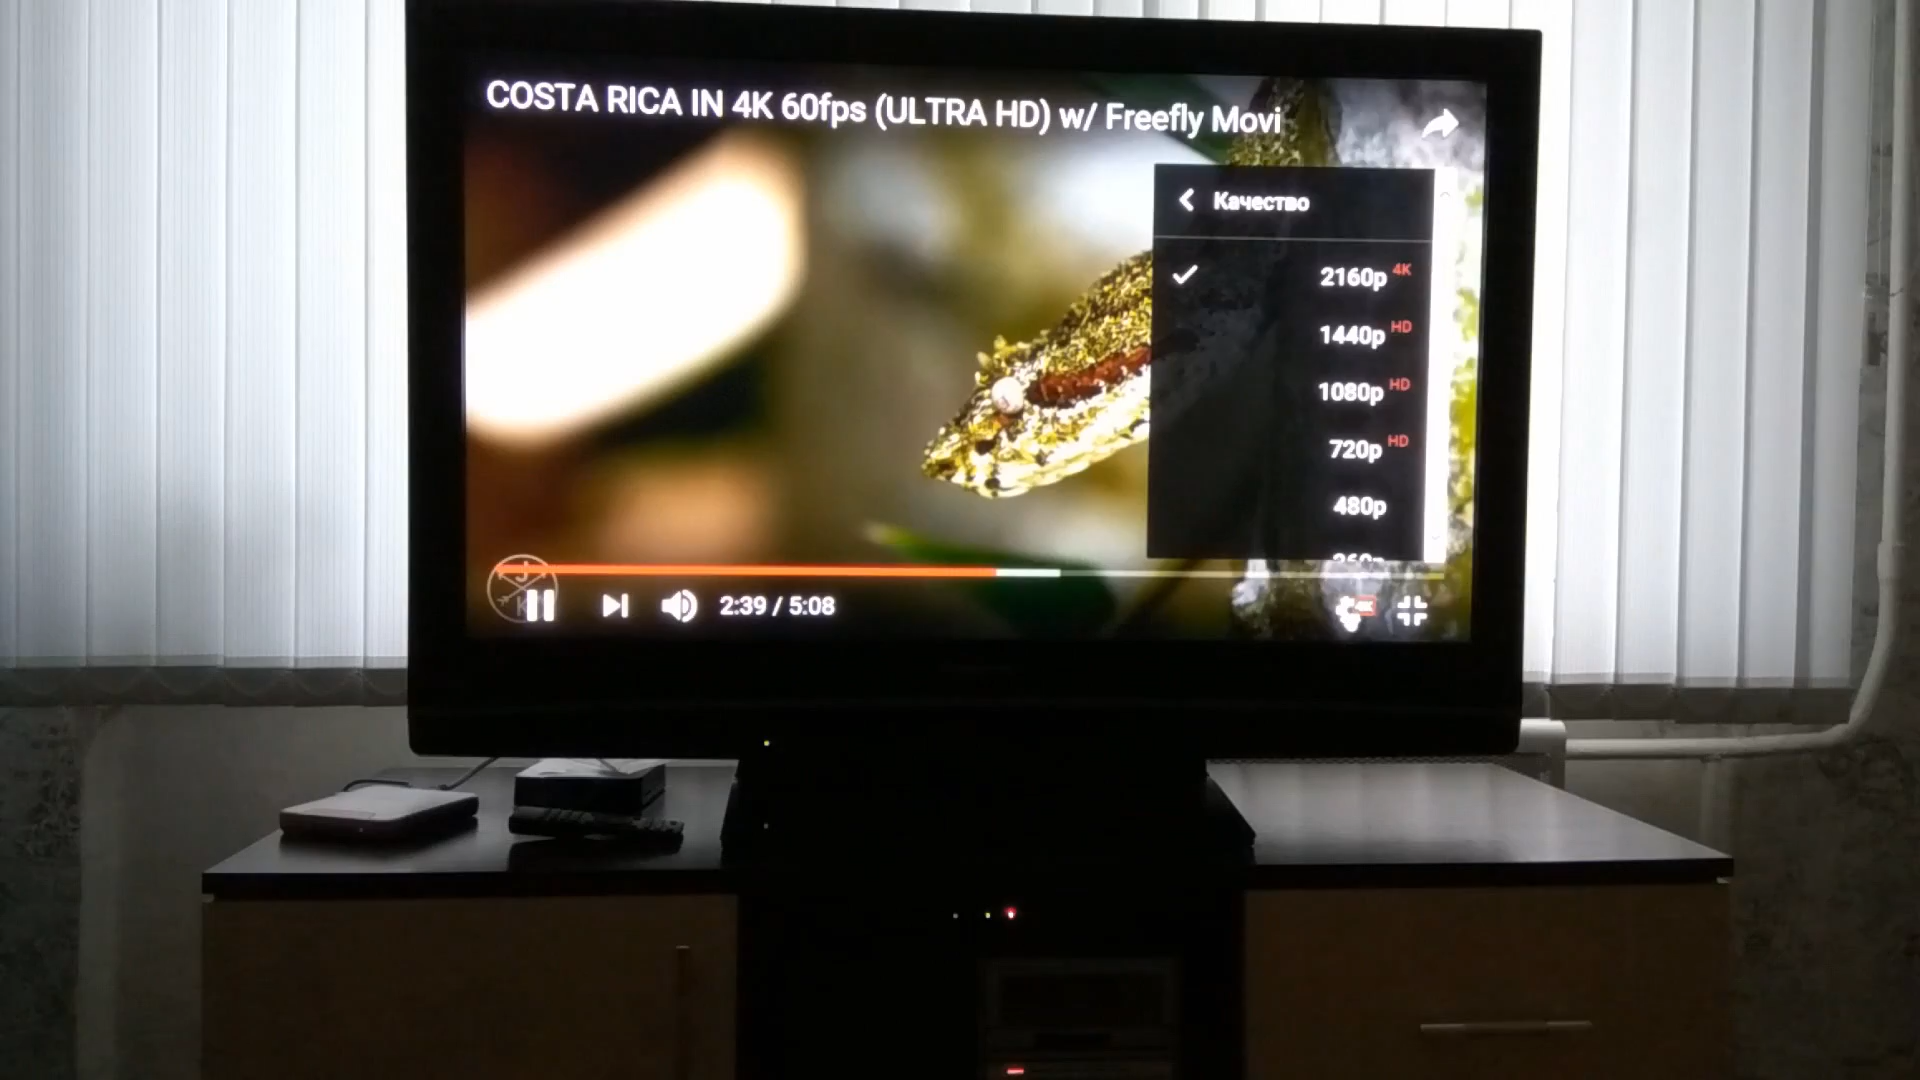 COSTA RICA IN 4K 60fps (ULTRA HD) w/ Freefly Movi
Качество
2160p 4K
1440p HD
1080p HD
720p HD
480p
2:39 / 5:08
4K
J
K